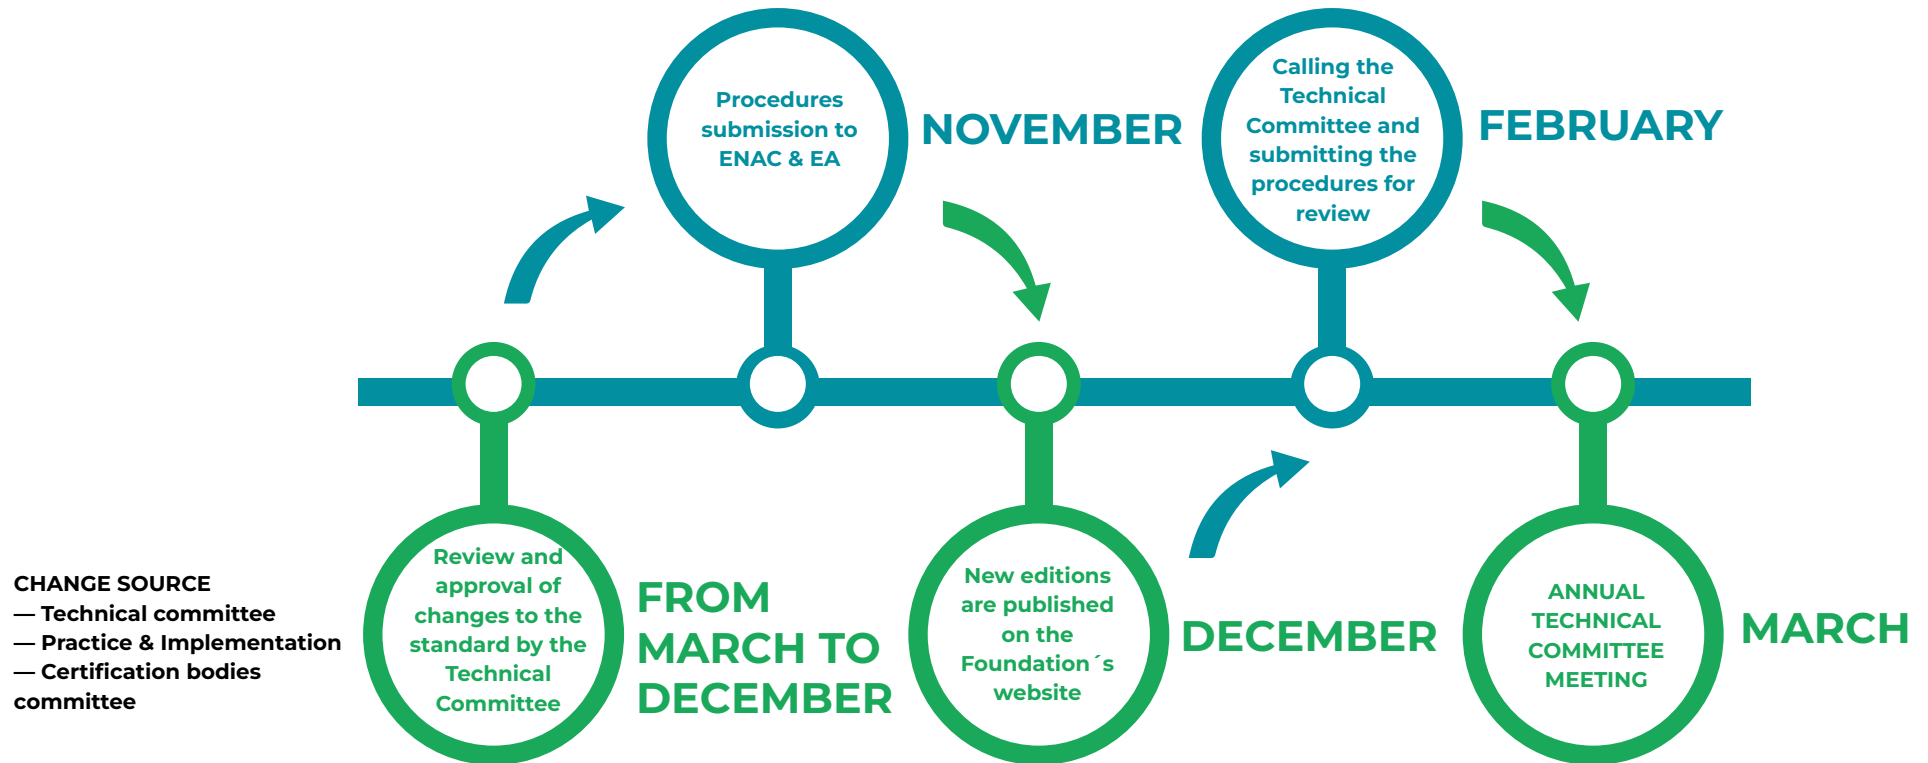 CHANGE SOURCE
— Technical committee
— Practice & Implementation
— Certification bodies
committee
Review and
approval of
changes to the
standard by the
Technical
Committee
FROM
MARCH TO
DECEMBER
Procedures
submission to
ENAC & EA
NOVEMBER
New editions
are published
on the
Foundation´s
website
DECEMBER
Calling the
Technical
Committee and
submitting the
procedures for
review
FEBRUARY
ANNUAL
TECHNICAL
COMMITTEE
MEETING
MARCH